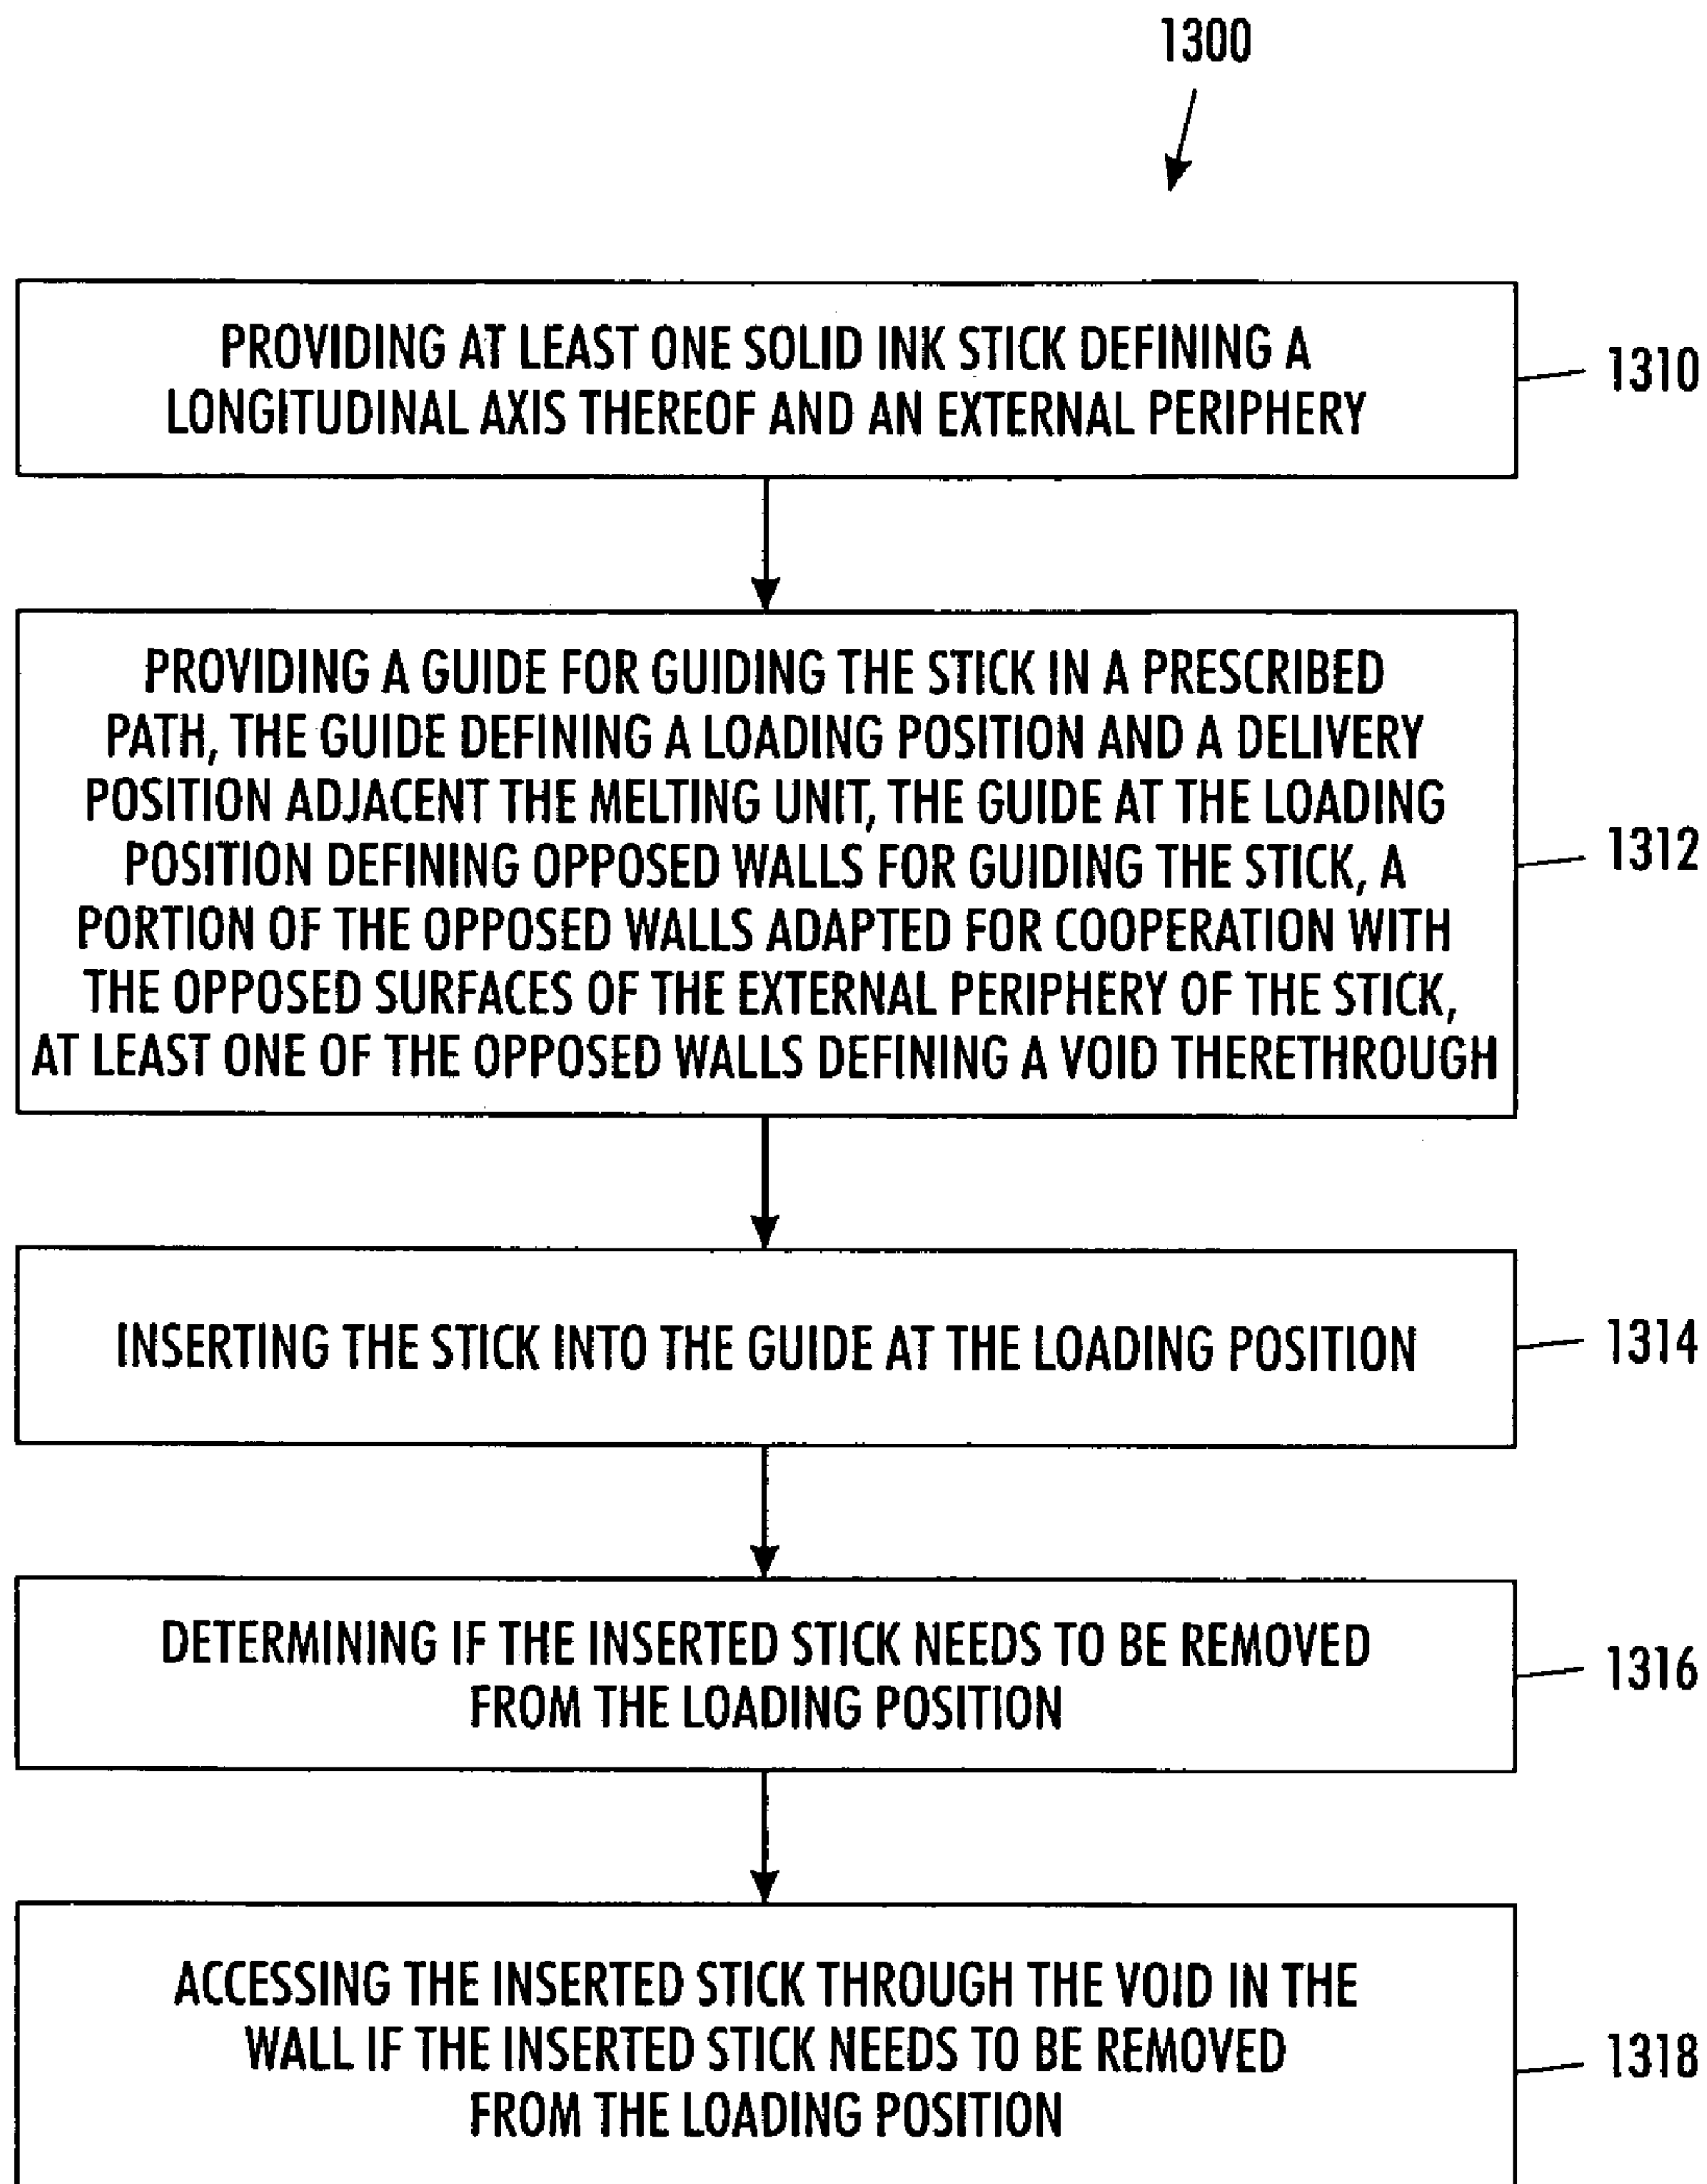 1300
PROVIDING AT LEAST ONE SOLID INK STICK DEFINING A
LONGITUDINAL AXIS THEREOF AND AN EXTERNAL PERIPHERY
1310
PROVIDING A GUIDE FOR GUIDING THE STICK IN A PRESCRIBED
PATH, THE GUIDE DEFINING A LOADING POSITION AND A DELIVERY
POSITION ADJACENT THE MELTING UNIT, THE GUIDE AT THE LOADING
POSITION DEFINING OPPOSED WALLS FOR GUIDING THE STICK, A
PORTION OF THE OPPOSED WALLS ADAPTED FOR COOPERATION WITH
THE OPPOSED SURFACES OF THE EXTERNAL PERIPHERY OF THE STICK,
AT LEAST ONE OF THE OPPOSED WALLS DEFINING A VOID THERETHROUGH
1312
INSERTING THE STICK INTO THE GUIDE AT THE LOADING POSITION
1314
DETERMINING IF THE INSERTED STICK NEEDS TO BE REMOVED
FROM THE LOADING POSITION
1316
ACCESSING THE INSERTED STICK THROUGH THE VOID IN THE
WALL IF THE INSERTED STICK NEEDS TO BE REMOVED
FROM THE LOADING POSITION
1318